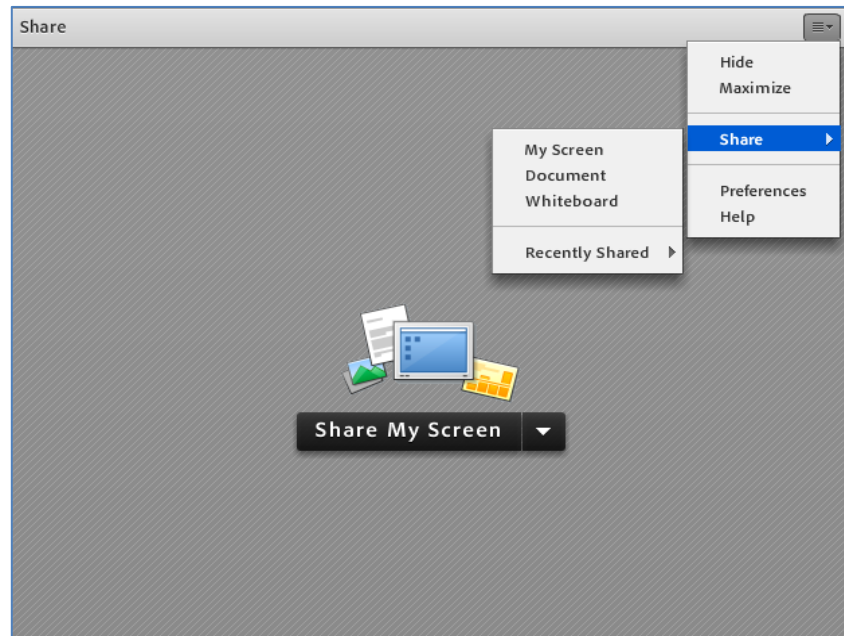 Share
Hide
Maximize
Share
My Screen
Document
Whiteboard
Recently Shared
Preferences
Help
Share My Screen